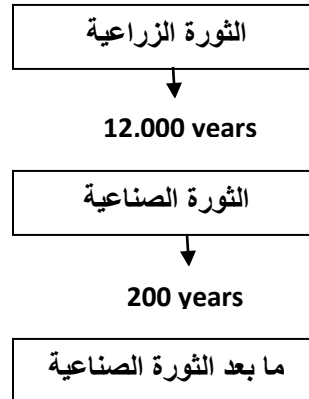 الثورة الزراعية
12.000 years
الثورة الصناعية
200 years
ما بعد الثورة الصناعية